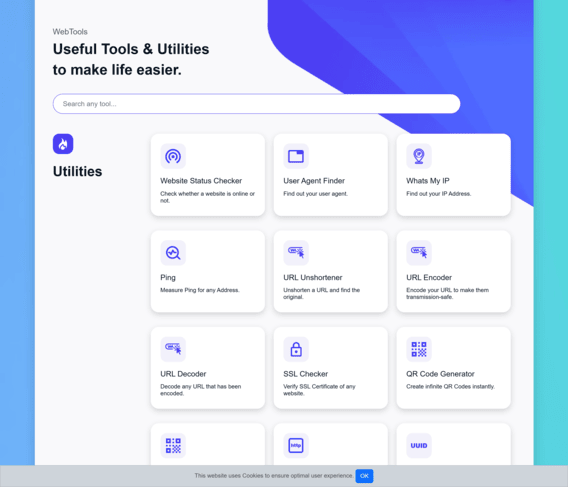 WebTools
Useful Tools & Utilities
to make life easier.
Search any tool...
Utilities
Website Status Checker
Check whether a website is online or
not.
User Agent Finder
Find out your user agent.
Whats My IP
Find out your IP Address.
Ping
Measure Ping for any Address.
URL Unshortener
Unshorten a URL and find the
original.
URL Encoder
Encode your URL to make them
transmission-safe.
URL Decoder
Decode any URL that has been
encoded.
SSL Checker
Verify SSL Certificate of any
website.
QR Code Generator
Create infinite QR Codes instantly.
http
UUID
This website uses Cookies to ensure optimal user experience.
OK